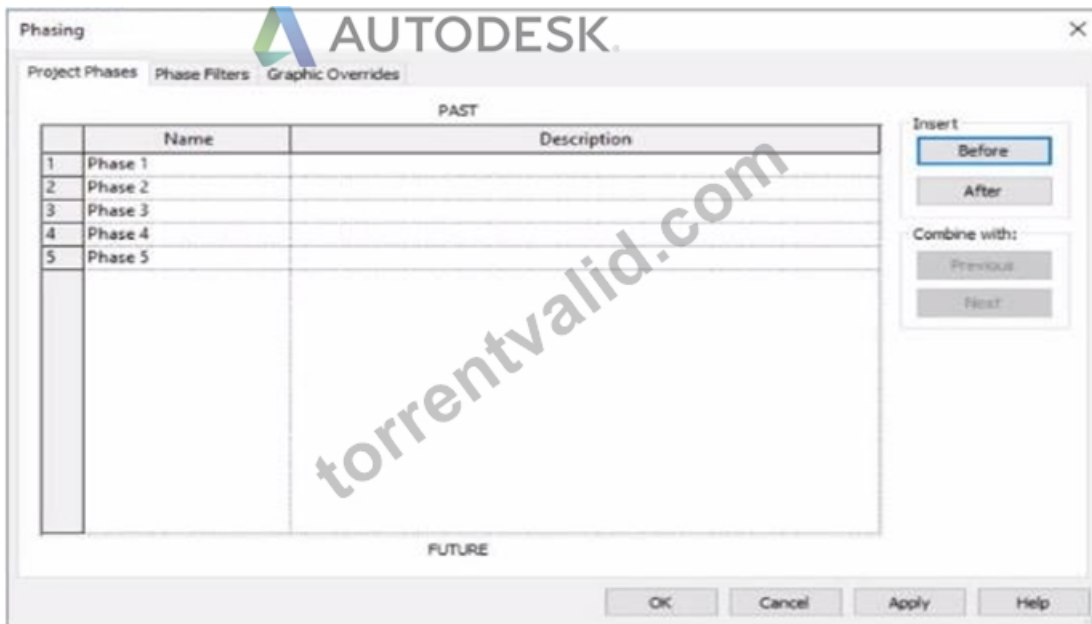 Phasing
AUTODESK.
Project Phases Phase Filters Graphic Overrides
PAST
Name Description
1 Phase 1
2 Phase 2
3 Phase 3
4 Phase 4
5 Phase 5
Insert
Before
After
Combine with:
Previous
Next
torrentvalid.com
FUTURE
OK Cancel Apply Help